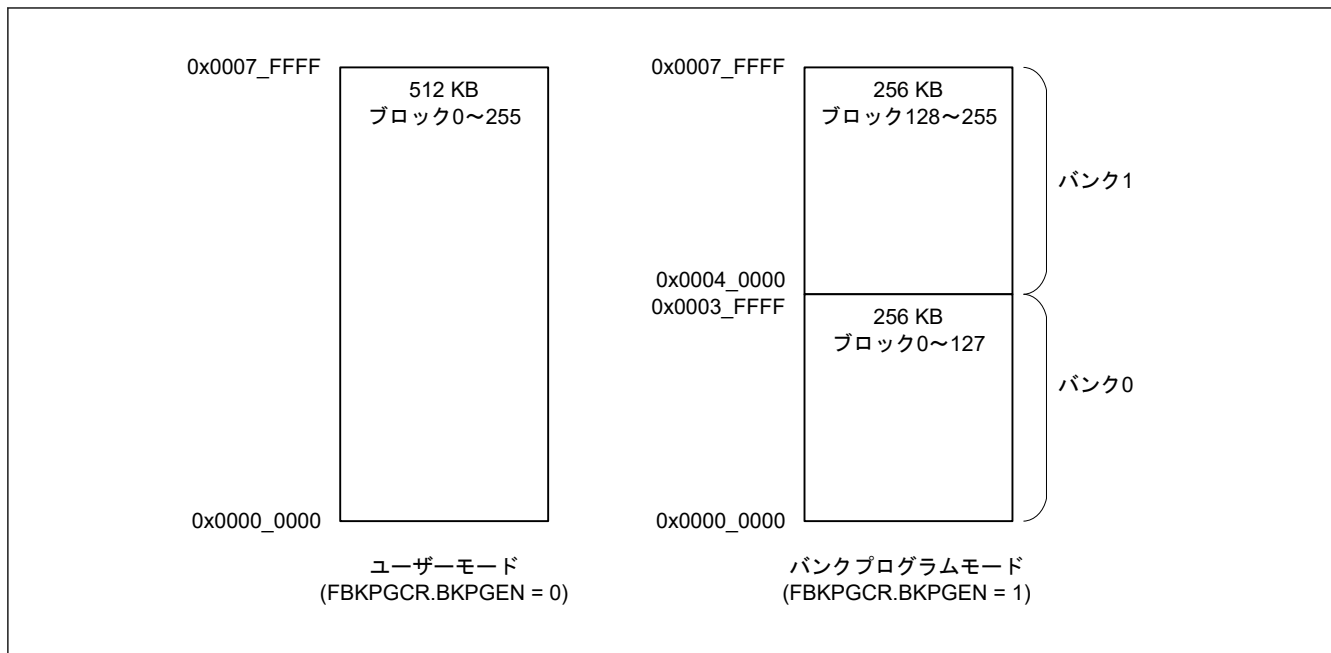 0x0007_FFFF
512 KB
ブロック0～255
0x0000_0000
ユーザーモード
(FBKPGCR.BKPGEN = 0)
0x0007_FFFF
256 KB
ブロック128～255
バンク1
0x0004_0000
0x0003_FFFF
256 KB
ブロック0～127
バンク0
0x0000_0000
バンクプログラムモード
(FBKPGCR.BKPGEN = 1)